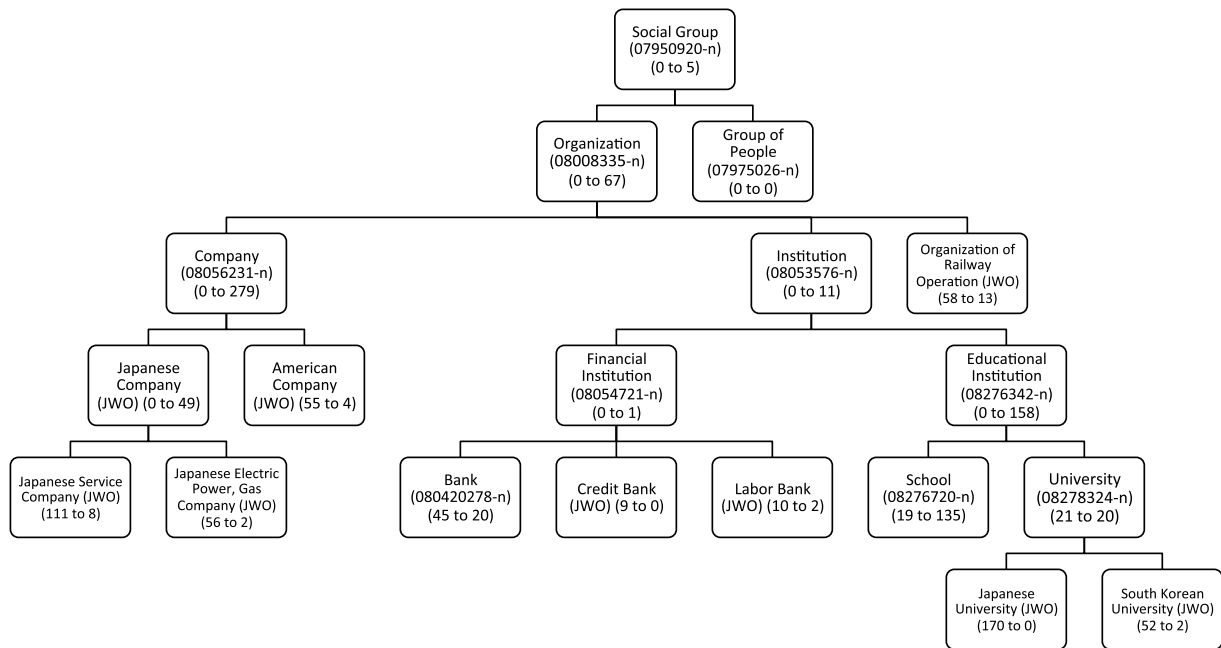 Social Group
(07950920-n)
(0 to 5)
Organization
(08008335-n)
(0 to 67)
Group of
People
(07975026-n)
(0 to 0)
Company
(08056231-n)
(0 to 279)
Institution
(08053576-n)
(0 to 11)
Organization of
Railway
Operation (JWO)
(58 to 13)
Japanese
Company
(JWO) (0 to 49)
American
Company
(JWO) (55 to 4)
Financial
Institution
(08054721-n)
(0 to 1)
Educational
Institution
(08276342-n)
(0 to 158)
Japanese Service
Company (JWO)
(111 to 8)
Japanese Electric
Power, Gas
Company (JWO)
(56 to 2)
Bank
(080420278-n)
(45 to 20)
Credit Bank
(JWO) (9 to 0)
Labor Bank
(JWO) (10 to 2)
School
(08276720-n)
(19 to 135)
University
(08278324-n)
(21 to 20)
Japanese
University (JWO)
(170 to 0)
South Korean
University (JWO)
(52 to 2)